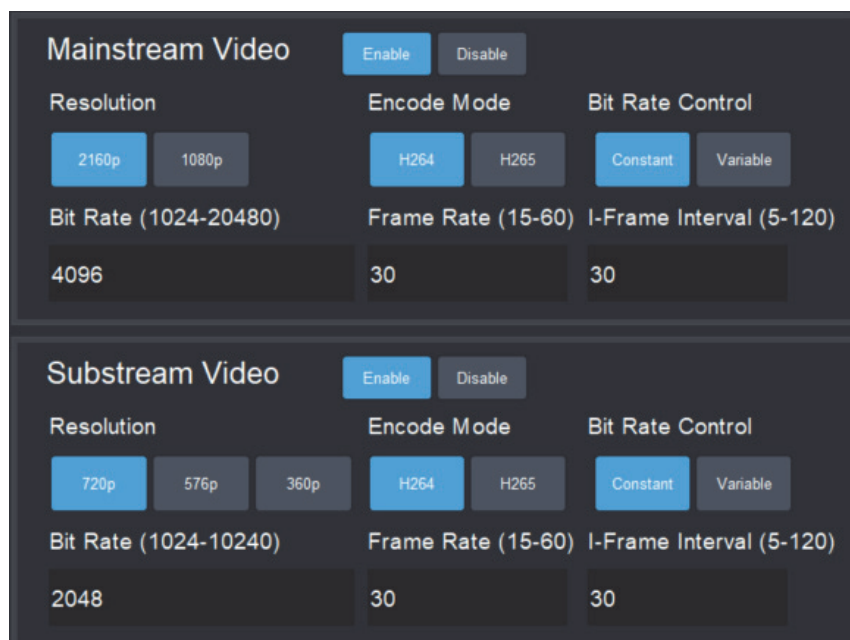 Mainstream Video Enable Disable
Resolution Encode Mode Bit Rate Control
2160p 1080p H264 H265 Constant Variable
Bit Rate (1024-20480) Frame Rate (15-60) I-Frame Interval (5-120)
4096 30 30
Substream Video Enable Disable
Resolution Encode Mode Bit Rate Control
720p 576p 360p H264 H265 Constant Variable
Bit Rate (1024-10240) Frame Rate (15-60) I-Frame Interval (5-120)
2048 30 30